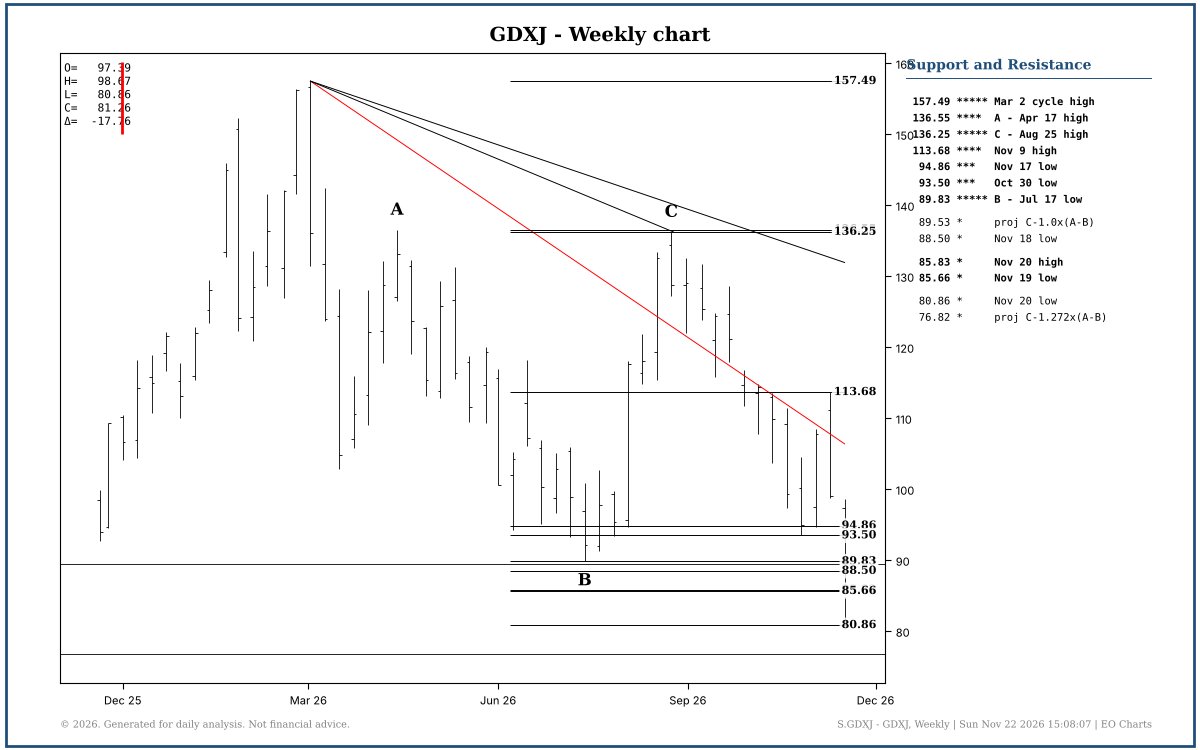 GDXJ - Weekly chart
O= 97.39
H= 98.67
L= 80.86
C= 81.26
Δ= -17.76
A
B
C
157.49
136.25
113.68
94.86
93.50
89.83
88.50
85.66
80.86
160
150
140
130
120
110
100
90
80
Dec 25
Mar 26
Jun 26
Sep 26
Dec 26
Support and Resistance
157.49 ***** Mar 2 cycle high
136.55 **** A - Apr 17 high
136.25 ***** C - Aug 25 high
113.68 **** Nov 9 high
94.86 *** Nov 17 low
93.50 *** Oct 30 low
89.83 ***** B - Jul 17 low
89.53 * proj C-1.0x(A-B)
88.50 * Nov 18 low
85.83 * Nov 20 high
85.66 * Nov 19 low
80.86 * Nov 20 low
76.82 * proj C-1.272x(A-B)
© 2026. Generated for daily analysis. Not financial advice.
S.GDXJ - GDXJ, Weekly | Sun Nov 22 2026 15:08:07 | EO Charts